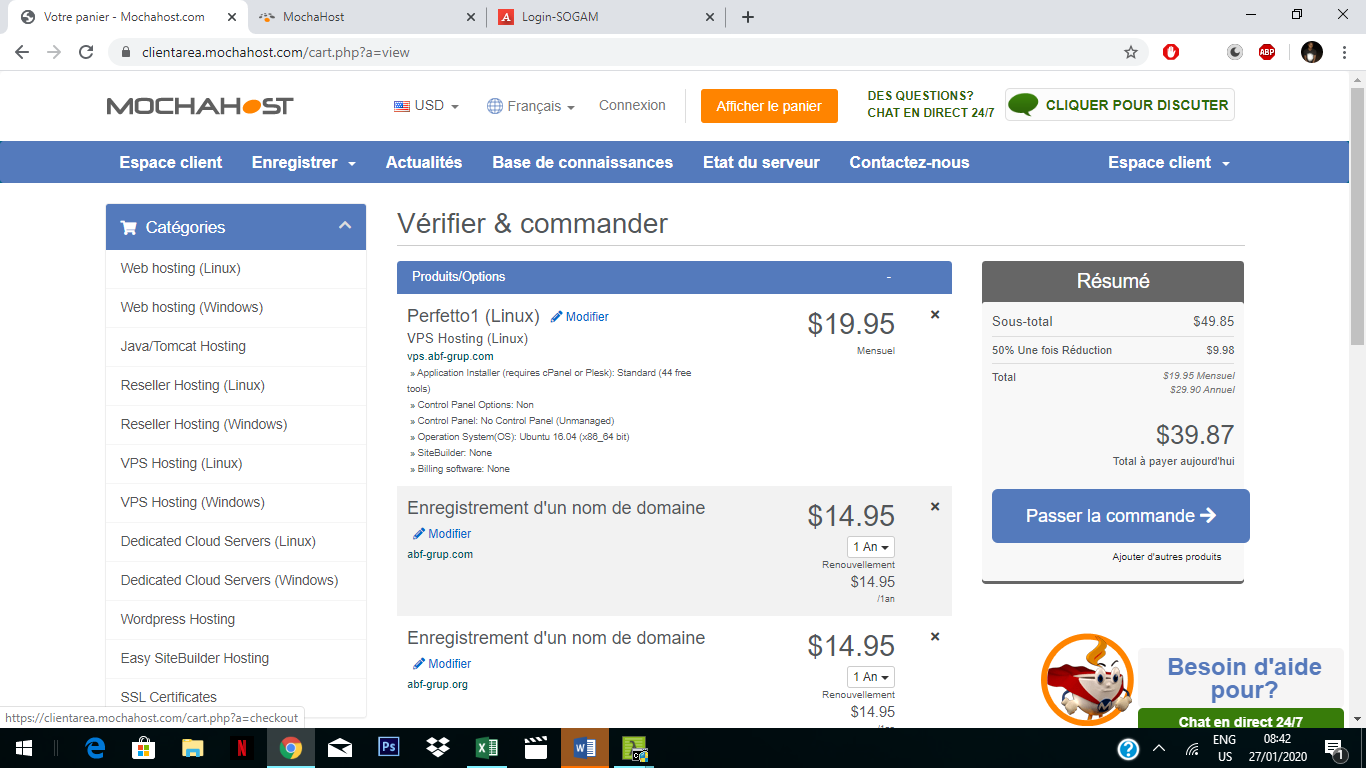 Votre panier - Mochahost.com
MochaHost
Login-SOGAM
clientarea.mochahost.com/cart.php?a=view
ABP
MOCHAHOST
USD
Français
Connexion
Afficher le panier
DES QUESTIONS?
CHAT EN DIRECT 24/7
CLIQUER POUR DISCUTER
Espace client
Enregistrer
Actualités
Base de connaissances
Etat du serveur
Contactez-nous
Espace client
Catégories
Web hosting (Linux)
Web hosting (Windows)
Java/Tomcat Hosting
Reseller Hosting (Linux)
Reseller Hosting (Windows)
VPS Hosting (Linux)
VPS Hosting (Windows)
Dedicated Cloud Servers (Linux)
Dedicated Cloud Servers (Windows)
Wordpress Hosting
Easy SiteBuilder Hosting
SSL Certificates
https://clientarea.mochahost.com/cart.php?a=checkout
Vérifier & commander
Produits/Options -
Perfetto1 (Linux) Modifier
VPS Hosting (Linux)
vps.abf-grup.com
» Application Installer (requires cPanel or Plesk): Standard (44 free
tools)
» Control Panel Options: Non
» Control Panel: No Control Panel (Unmanaged)
» Operation System(OS): Ubuntu 16.04 (x86_64 bit)
» SiteBuilder: None
» Billing software: None
$19.95
Mensuel
Enregistrement d'un nom de domaine
Modifier
abf-grup.com
$14.95
1 An
Renouvellement
$14.95
/1an
Enregistrement d'un nom de domaine
Modifier
abf-grup.org
$14.95
1 An
Renouvellement
$14.95
/1an
Résumé
Sous-total $49.85
50% Une fois Réduction $9.98
Total $19.95 Mensuel
$29.90 Annuel
$39.87
Total à payer aujourd'hui
Passer la commande
Ajouter d'autres produits
Besoin d'aide
pour?
Chat en direct 24/7
ENG
US
08:42
27/01/2020
1